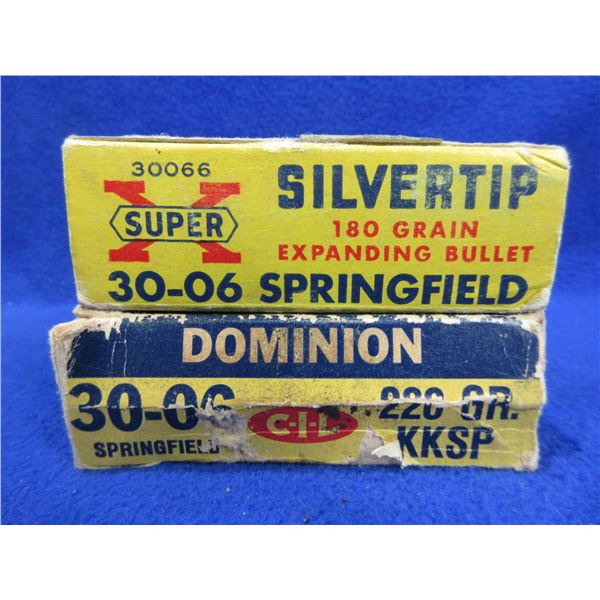 30066
SUPER X
SILVERTIP
180 GRAIN
EXPANDING BULLET
30-06 SPRINGFIELD
DOMINION
30-06
SPRINGFIELD
C-I-L
220 GR.
KKSP